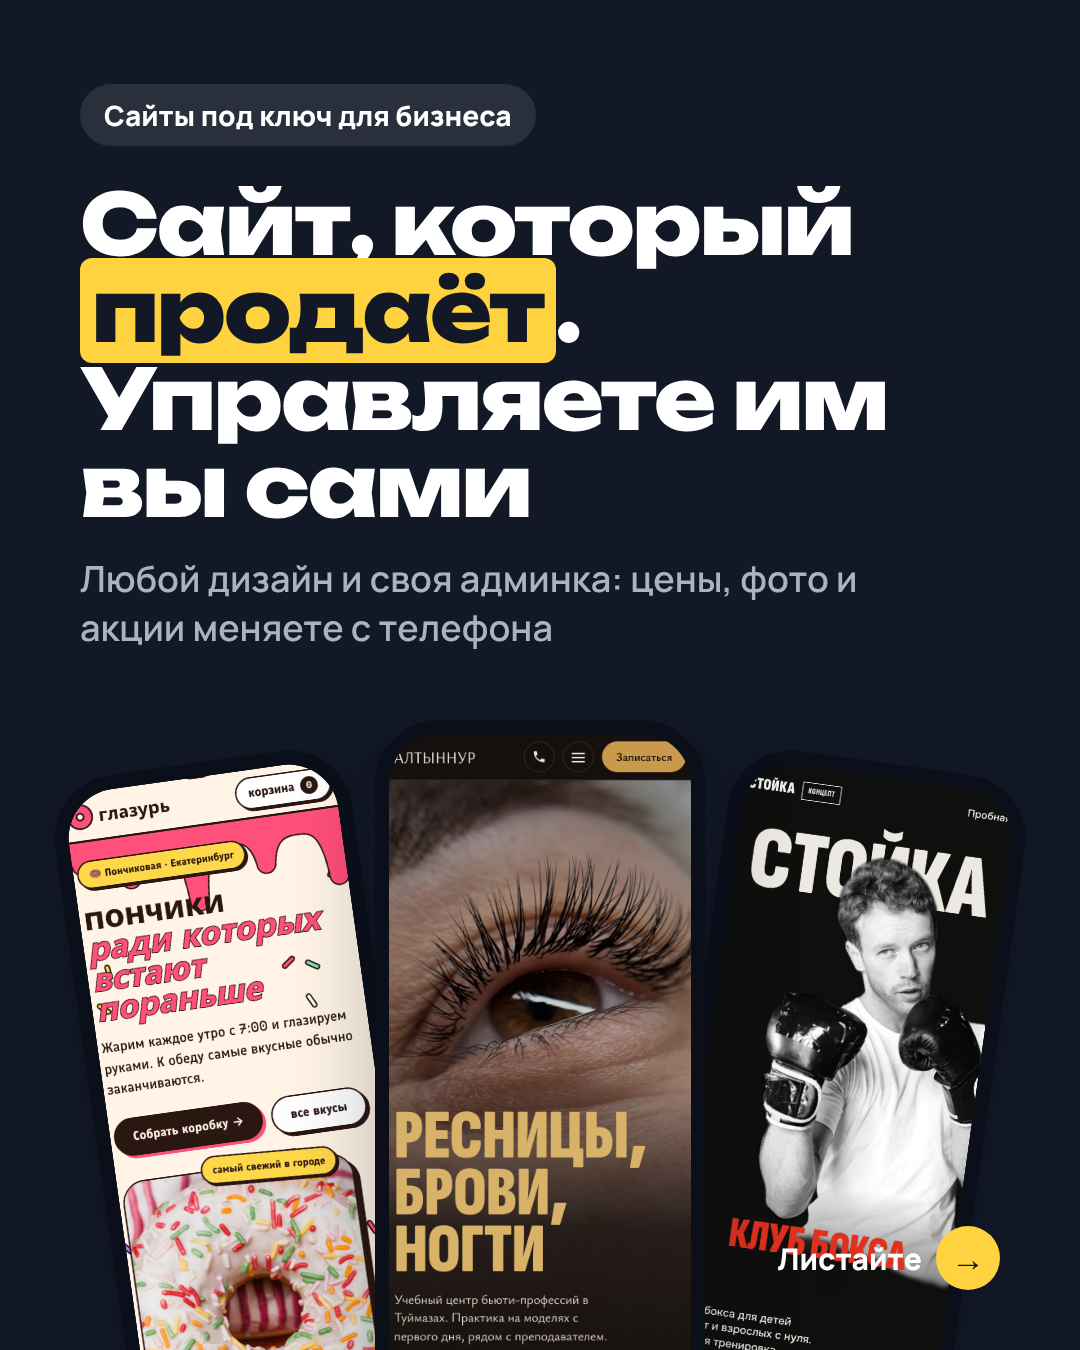 Сайты под ключ для бизнеса
Сайт, который
продаёт.
Управляете им
вы сами
Любой дизайн и своя админка: цены, фото и
акции меняете с телефона
глазурь
корзина 0
Пончиковая · Екатеринбург
пончики
ради которых
встают
пораньше
Жарим каждое утро с 7:00 и глазируем
руками. К обеду самые вкусные обычно
заканчиваются.
Собрать коробку →
все вкусы
самый свежий в городе
АЛТЫННУР
Записаться
РЕСНИЦЫ,
БРОВИ,
НОГТИ
Учебный центр бьюти-профессий в
Туймазах. Практика на моделях с
первого дня, рядом с преподавателем.
СТОЙКА
КОНЦЕПТ
СТОЙКА
КЛУБ БОКСА
Листайте →
бокса для детей
и взрослых с нуля.